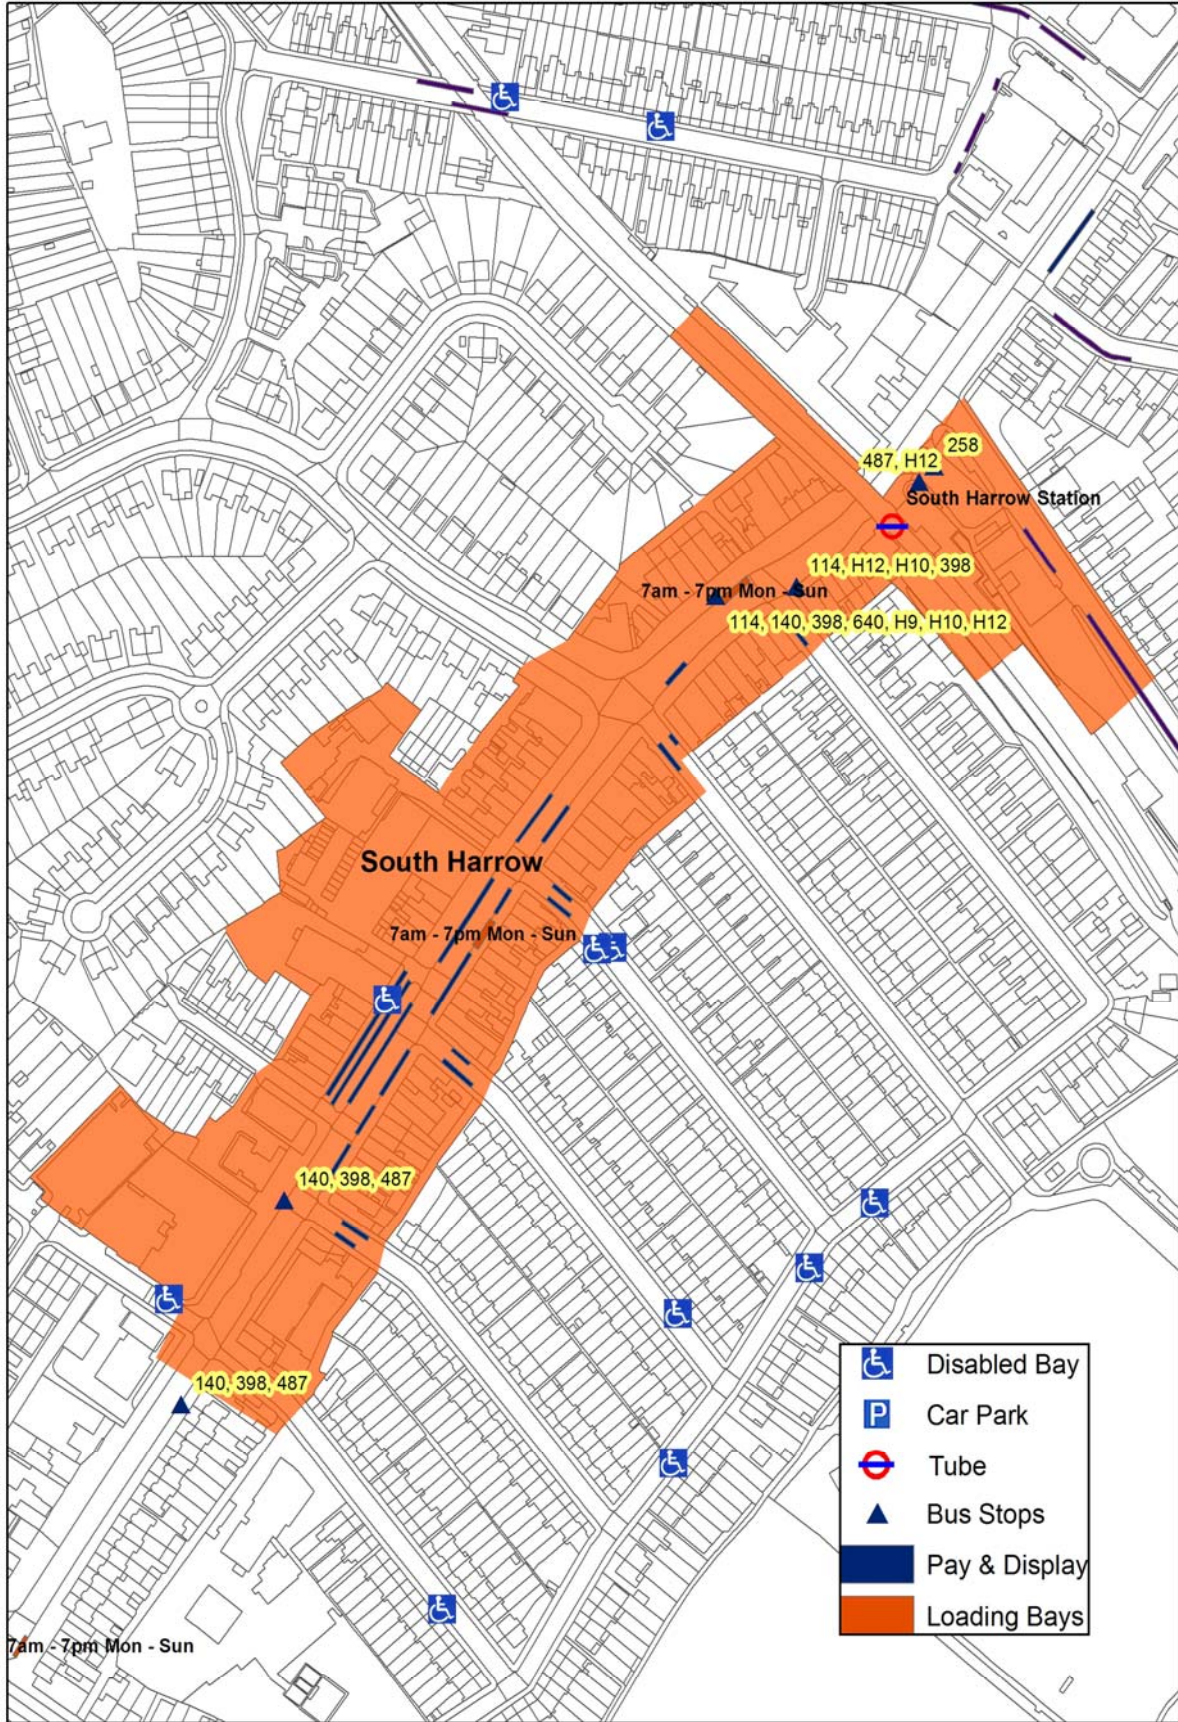 258
487, H12
South Harrow Station
114, H12, H10, 398
7am - 7pm Mon - Sun
114, 140, 398, 640, H9, H10, H12
South Harrow
7am - 7pm Mon - Sun
140, 398, 487
140, 398, 487
7am - 7pm Mon - Sun
Disabled Bay
P Car Park
Tube
Bus Stops
Pay & Display
Loading Bays